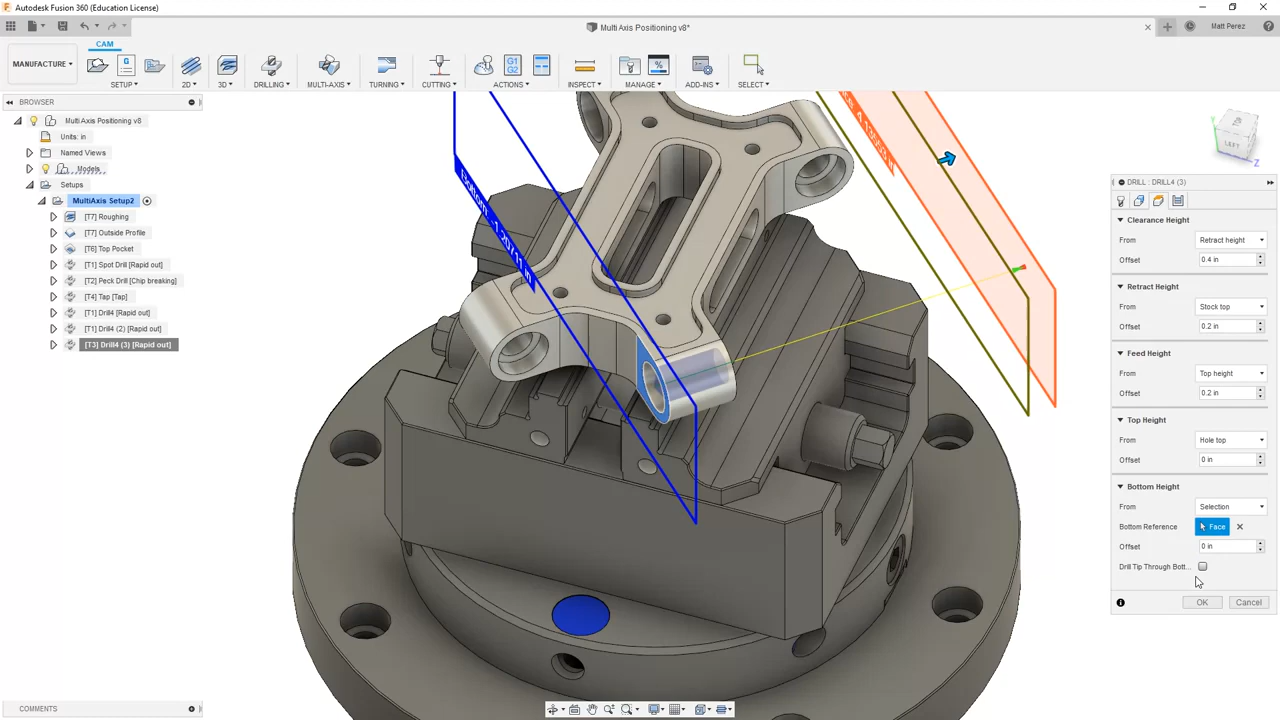 Autodesk Fusion 360 (Education License)
Multi Axis Positioning v8*
Matt Perez
CAM
MANUFACTURE
SETUP
2D
3D
DRILLING
MULTI-AXIS
TURNING
CUTTING
G1
G2
ACTIONS
INSPECT
MANAGE
ADD-INS
SELECT
BROWSER
Multi Axis Positioning v8
Units: in
Named Views
Models
Setups
MultiAxis Setup2
[T7] Roughing
[T7] Outside Profile
[T6] Top Pocket
[T1] Spot Drill [Rapid out]
[T2] Peck Drill [Chip breaking]
[T4] Tap [Tap]
[T1] Drill4 [Rapid out]
[T1] Drill4 (2) [Rapid out]
[T3] Drill4 (3) [Rapid out]
LEFT
Z
DRILL : DRILL4 (3)
Clearance Height
From Retract height
Offset 0.4 in
Retract Height
From Stock top
Offset 0.2 in
Feed Height
From Top height
Offset 0.2 in
Top Height
From Hole top
Offset 0 in
Bottom Height
From Selection
Bottom Reference Face
Offset 0 in
Drill Tip Through Bott...
OK Cancel
COMMENTS